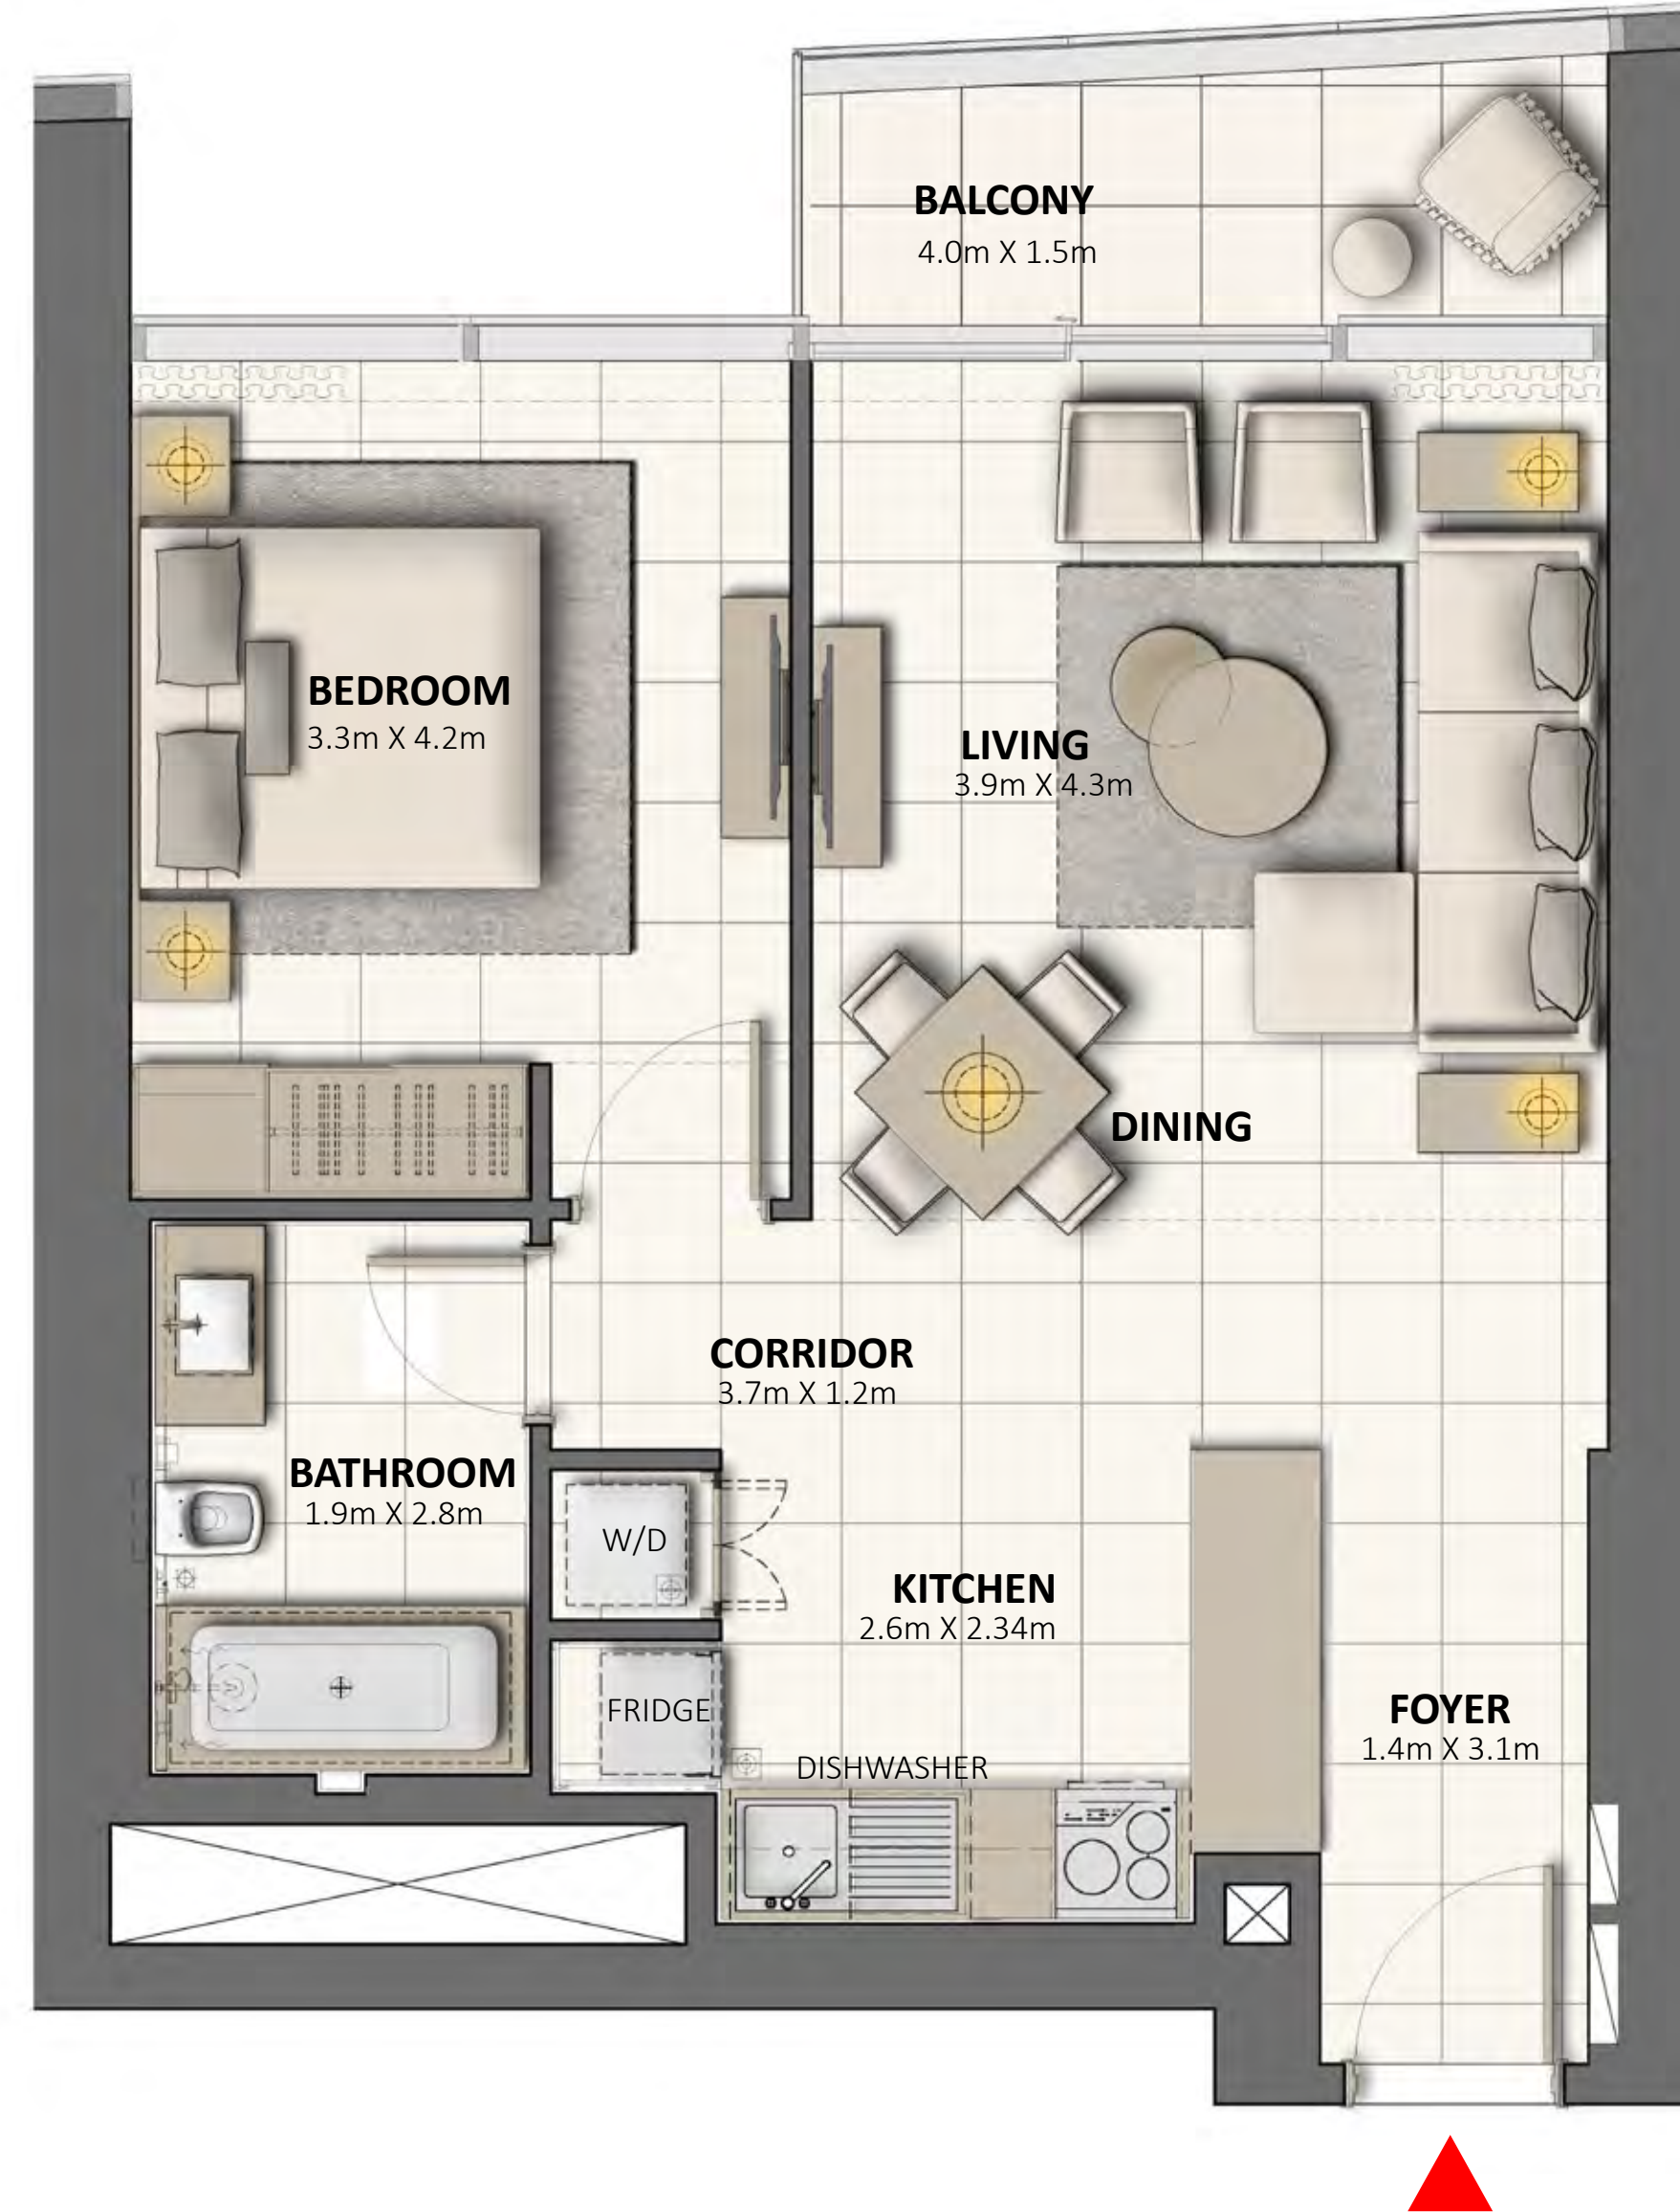 BALCONY
4.0m X 1.5m
BEDROOM
3.3m X 4.2m
LIVING
3.9m X 4.3m
DINING
CORRIDOR
3.7m X 1.2m
BATHROOM
1.9m X 2.8m
W/D
KITCHEN
2.6m X 2.34m
FRIDGE
FOYER
1.4m X 3.1m
DISHWASHER